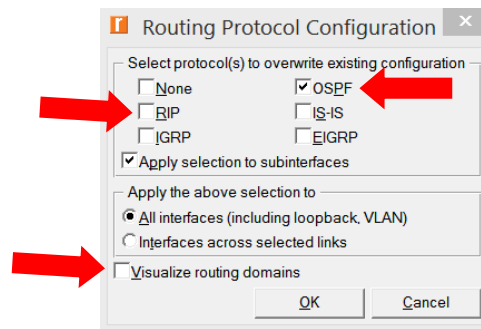 Routing Protocol Configuration
Select protocol(s) to overwrite existing configuration
None
OSPF
RIP
IS-IS
IGRP
EIGRP
Apply selection to subinterfaces
Apply the above selection to
All interfaces (including loopback, VLAN)
Interfaces across selected links
Visualize routing domains
OK
Cancel